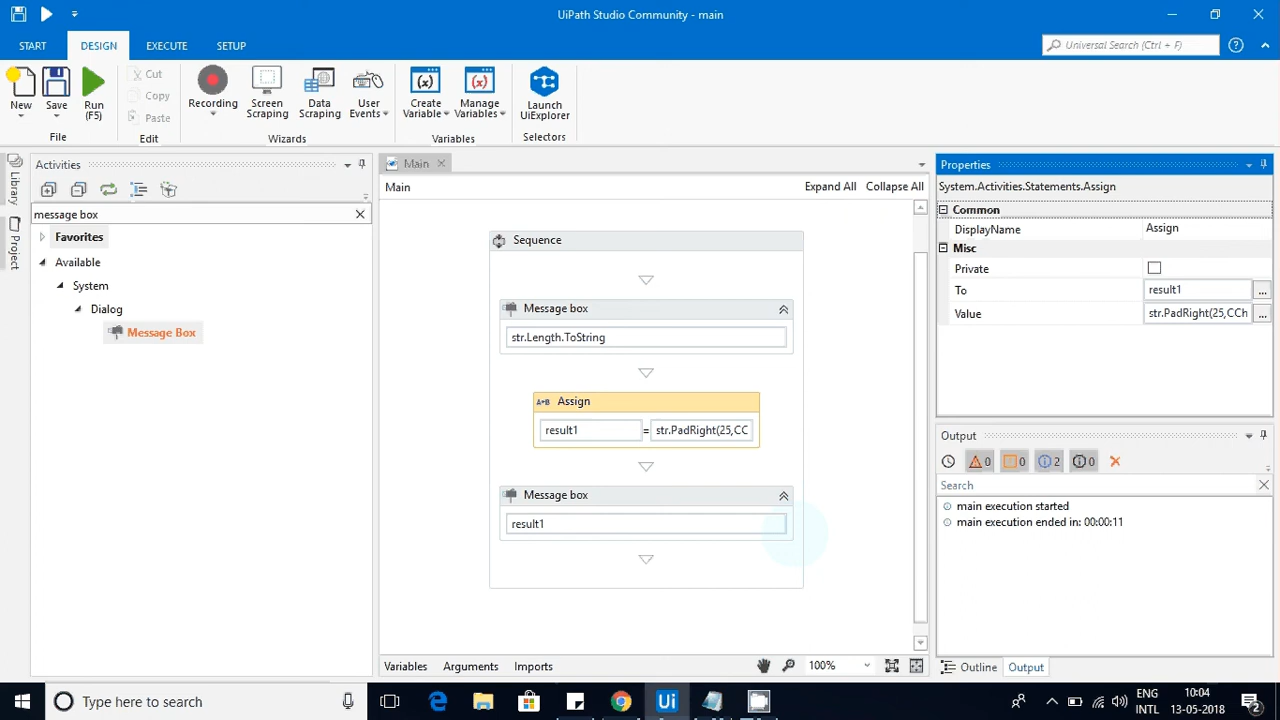 UiPath Studio Community - main
START DESIGN EXECUTE SETUP
Universal Search (Ctrl + F)
New Save Run (F5)
Cut
Copy
Paste
Recording Screen Scraping Data Scraping User Events
Create Variable Manage Variables
Launch UiExplorer
File Edit Wizards Variables Selectors
Library
Project
Activities
message box
Favorites
Available
System
Dialog
Message Box
Main
Main Expand All Collapse All
Sequence
Message box
str.Length.ToString
A+B Assign
result1 = str.PadRight(25,CC
Message box
result1
Variables Arguments Imports 100%
Properties
System.Activities.Statements.Assign
Common
DisplayName Assign
Misc
Private
To result1 ...
Value str.PadRight(25,CCh ...
Output
0 0 2 0
Search
main execution started
main execution ended in: 00:00:11
Outline Output
Type here to search
Ui
ENG
INTL
10:04
13-05-2018
2